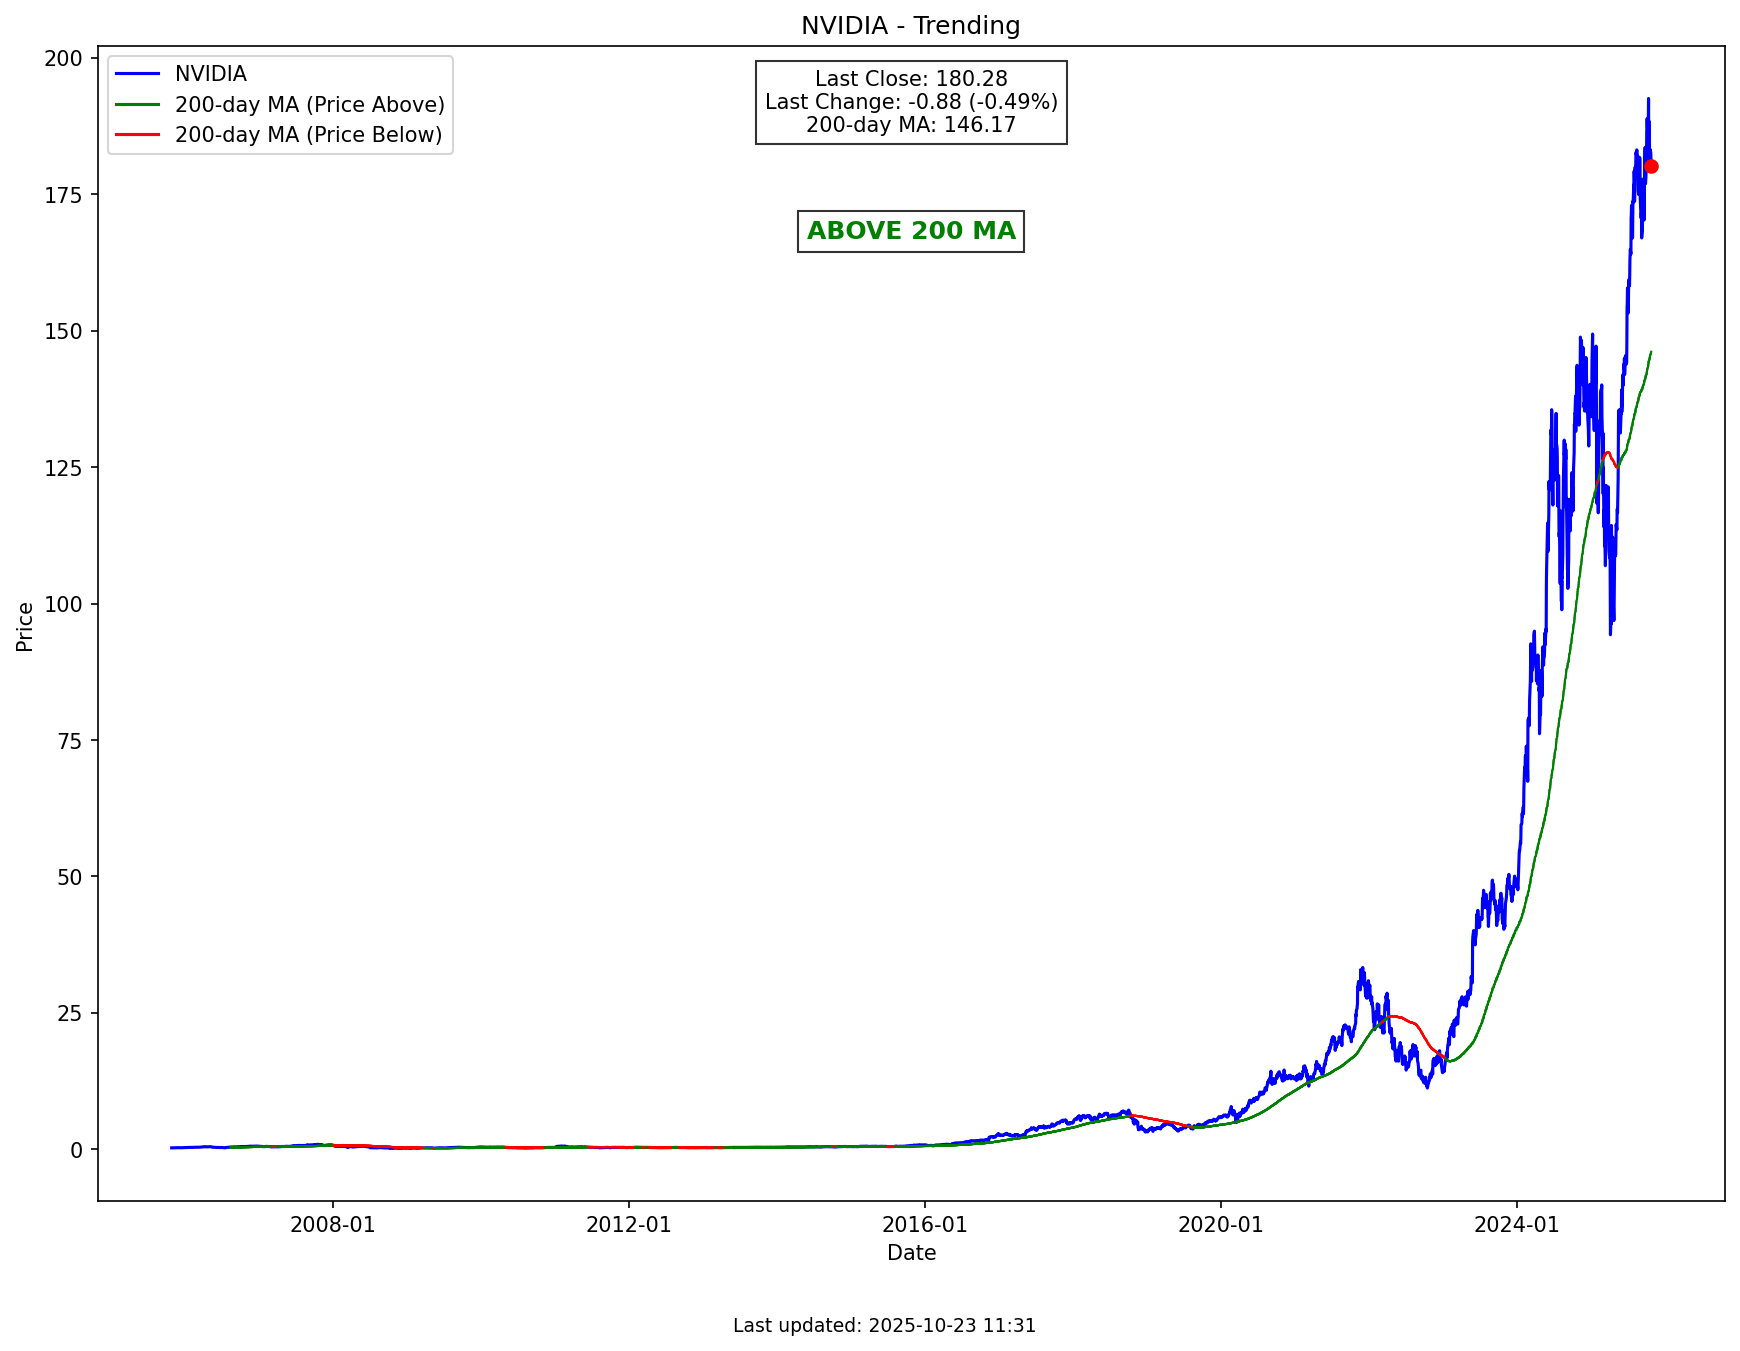 NVIDIA - Trending
NVIDIA
200-day MA (Price Above)
200-day MA (Price Below)
Last Close: 180.28
Last Change: -0.88 (-0.49%)
200-day MA: 146.17
ABOVE 200 MA
Price
200
175
150
125
100
75
50
25
0
2008-01
2012-01
2016-01
2020-01
2024-01
Date
Last updated: 2025-10-23 11:31